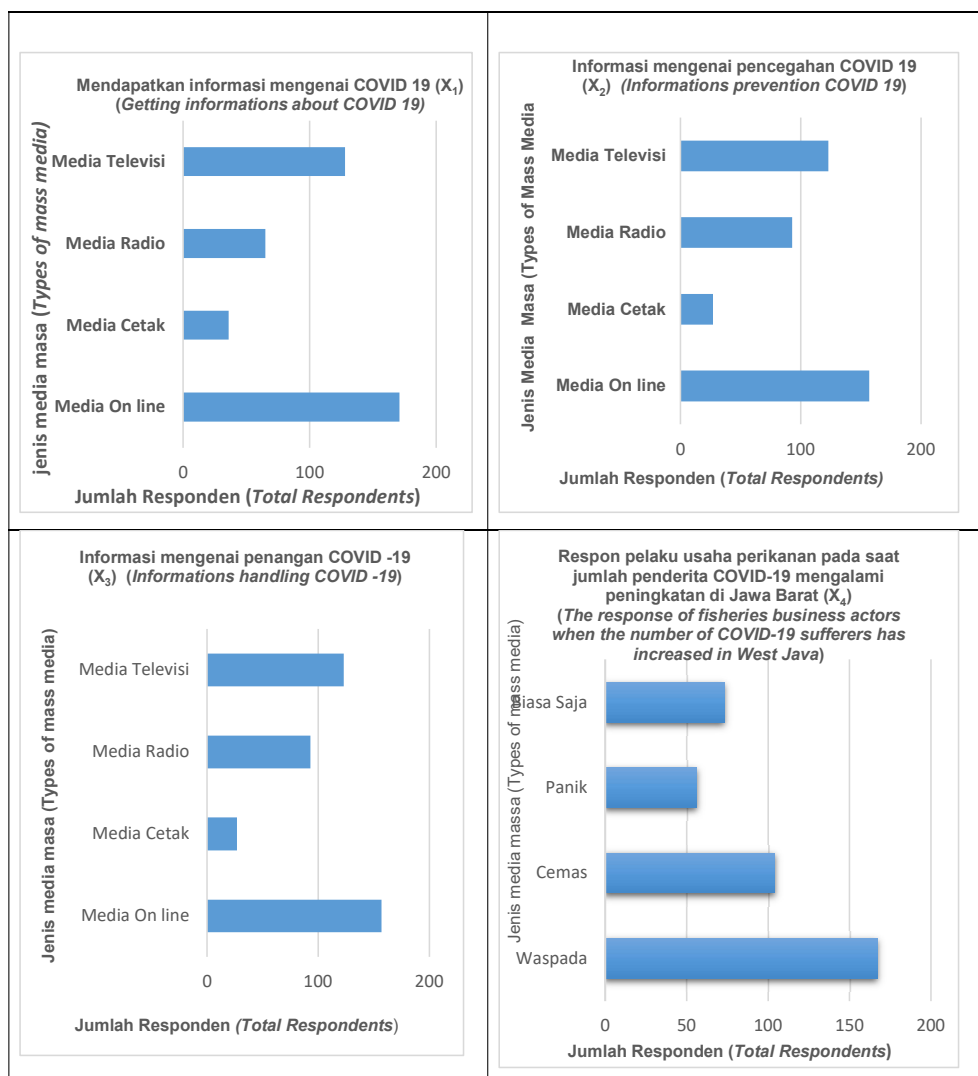 Mendapatkan informasi mengenai COVID 19 (X₁)
(Getting informations about COVID 19)
jenis media masa (Types of mass media)
Media Televisi
Media Radio
Media Cetak
Media On line
0 100 200
Jumlah Responden (Total Respondents)
Informasi mengenai pencegahan COVID 19
(X₂) (Informations prevention COVID 19)
Jenis Media Masa (Types of Mass Media
Media Televisi
Media Radio
Media Cetak
Media On line
0 100 200
Jumlah Responden (Total Respondents)
Informasi mengenai penangan COVID -19
(X₃) (Informations handling COVID -19)
Jenis media masa (Types of mass media)
Media Televisi
Media Radio
Media Cetak
Media On line
0 100 200
Jumlah Responden (Total Respondents)
Respon pelaku usaha perikanan pada saat
jumlah penderita COVID-19 mengalami
peningkatan di Jawa Barat (X₄)
(The response of fisheries business actors
when the number of COVID-19 sufferers has
increased in West Java)
Jenis media massa (Types of mass media)
Biasa Saja
Panik
Cemas
Waspada
0 50 100 150 200
Jumlah Responden (Total Respondents)